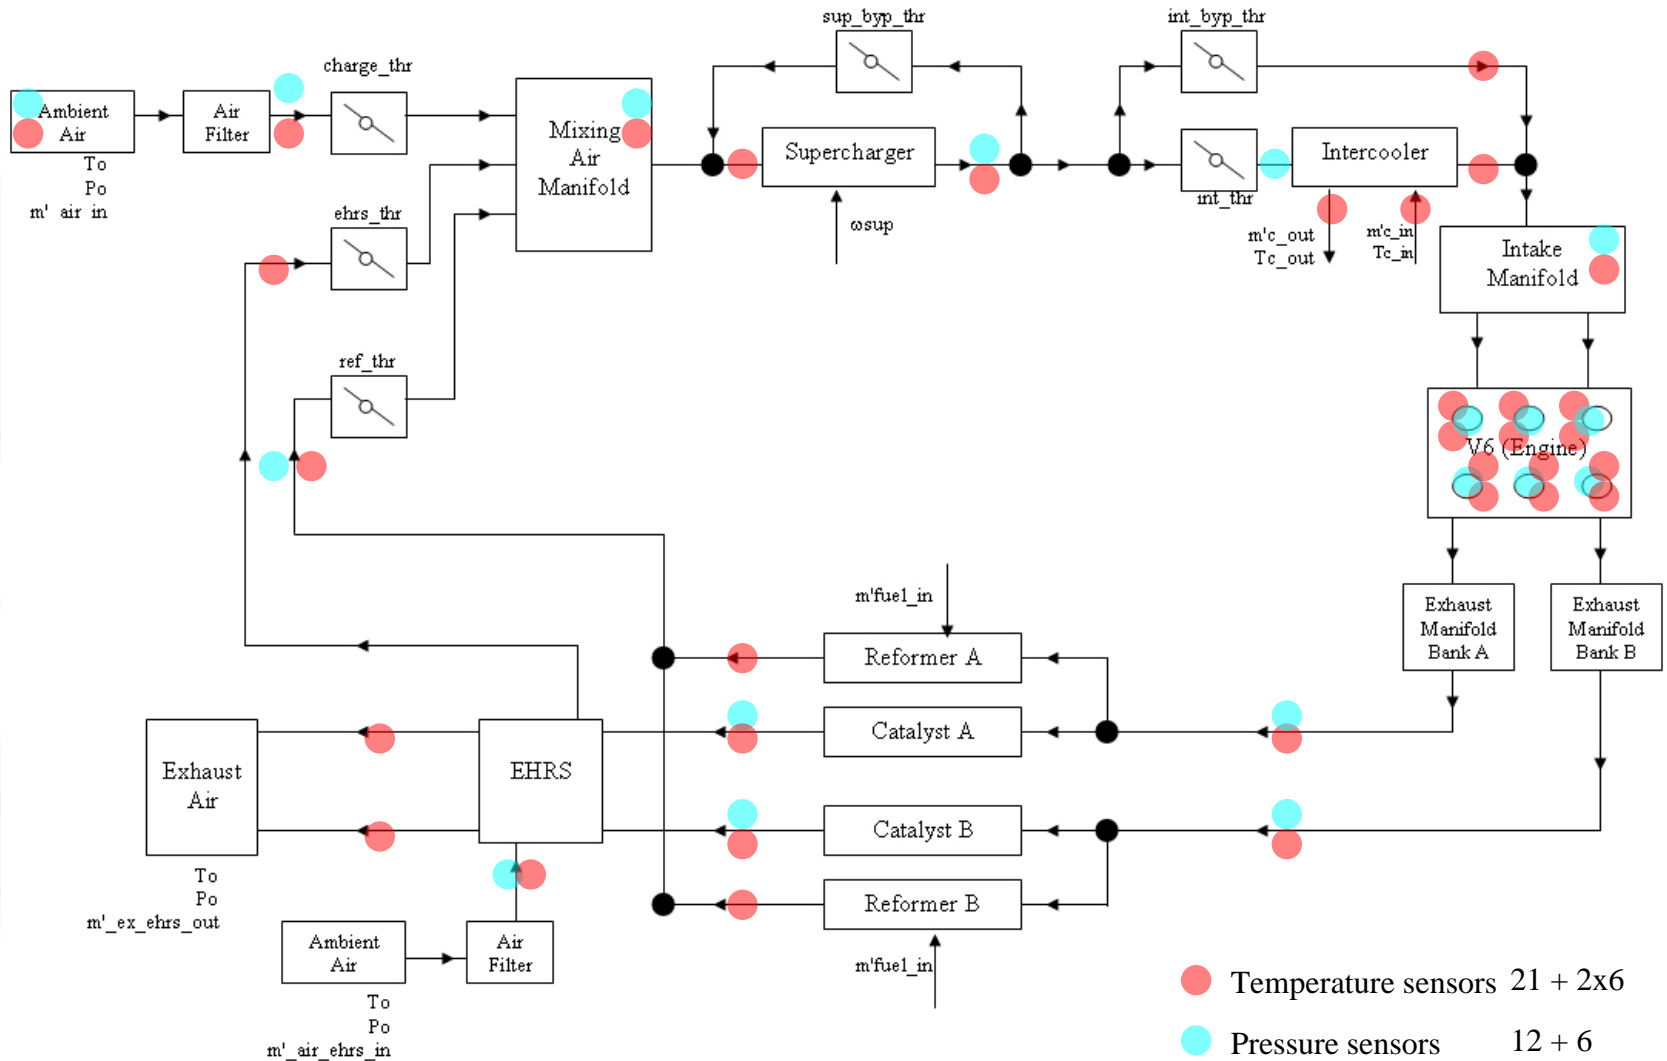 sup_byp_thr
int_byp_thr
charge_thr
Ambient
Air
Air
Filter
To
Po
m' air in
Mixing
Air
Manifold
Supercharger
ωsup
int_thr
Intercooler
m'c_out
Tc_out
m'c_in
Tc_in
ehrs_thr
Intake
Manifold
ref_thr
V6 (Engine)
m'fuel_in
Exhaust
Manifold
Bank A
Exhaust
Manifold
Bank B
Reformer A
Catalyst A
Exhaust
Air
EHRS
Catalyst B
To
Po
m'_ex_ehrs_out
Reformer B
Ambient
Air
Air
Filter
m'fuel_in
To
Po
m'_air_ehrs_in
Temperature sensors 21 + 2x6
Pressure sensors 12 + 6